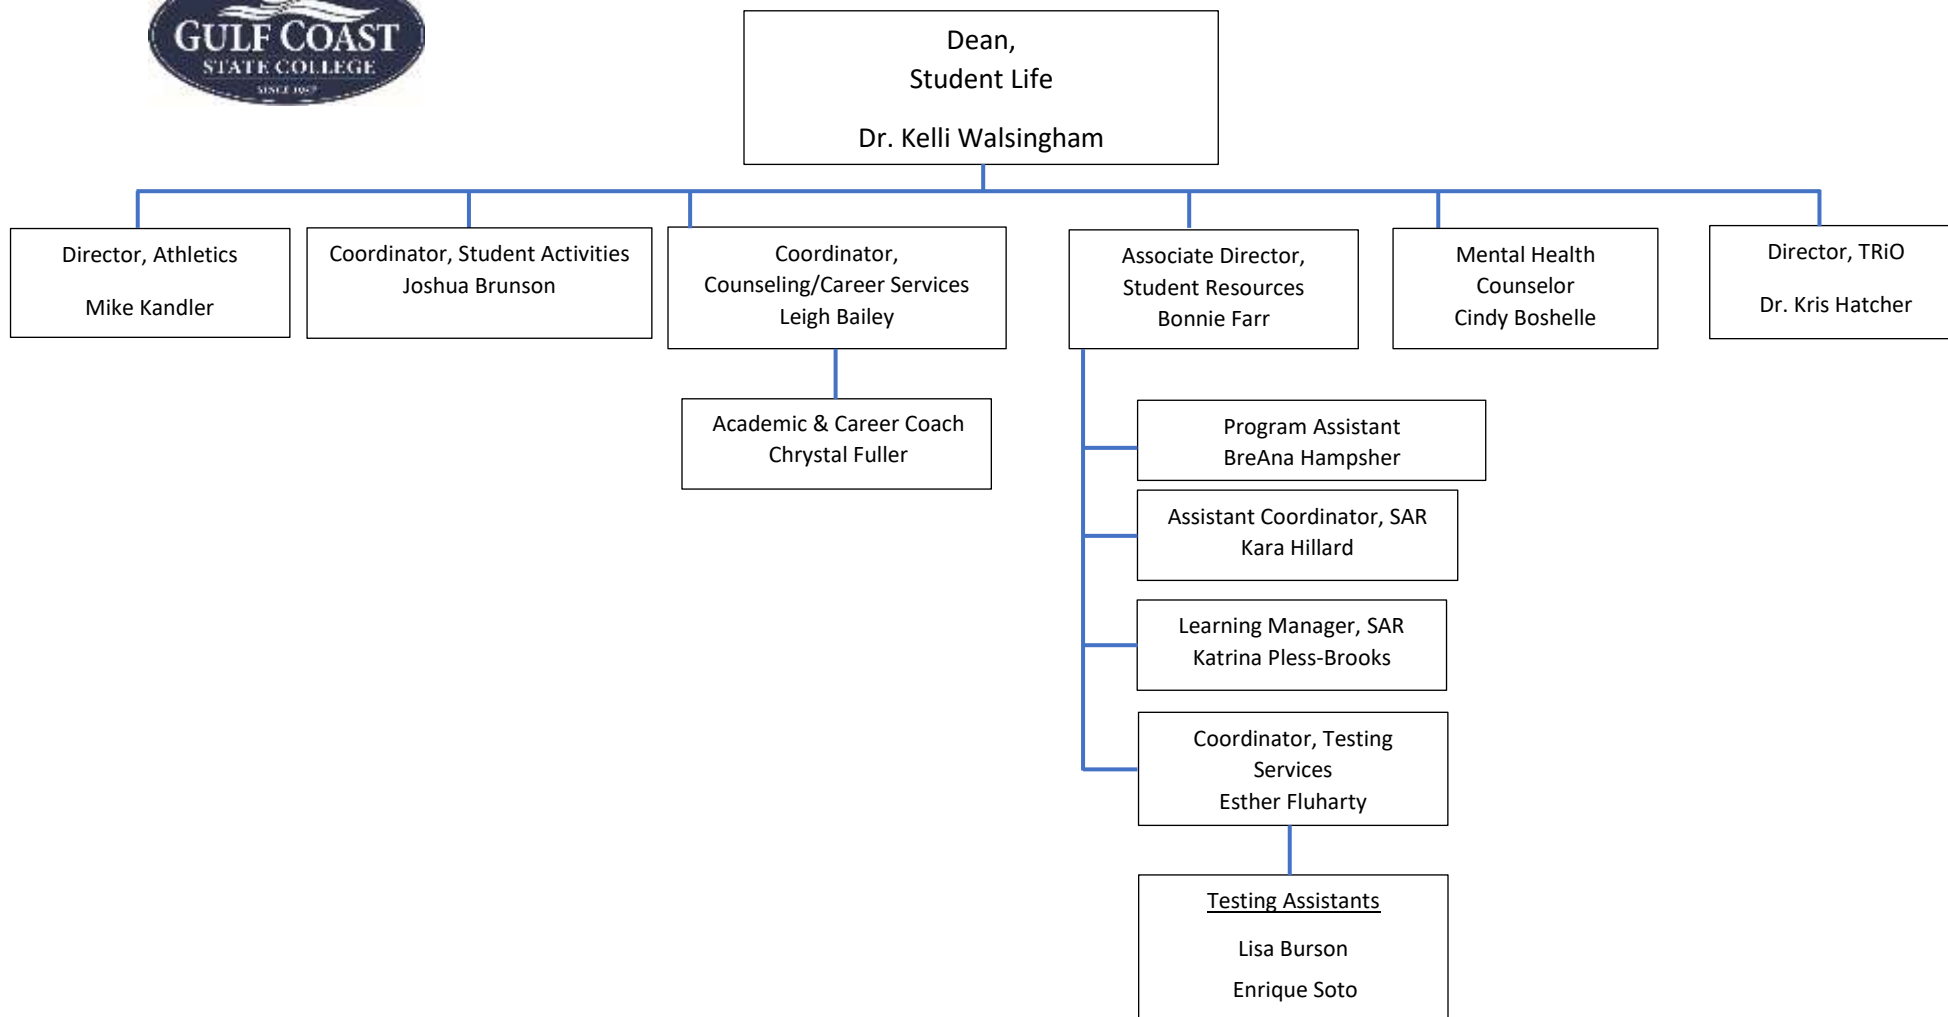 GULF COAST
STATE COLLEGE
SINCE 1957
Dean,
Student Life
Dr. Kelli Walsingham
Director, Athletics
Mike Kandler
Coordinator, Student Activities
Joshua Brunson
Coordinator,
Counseling/Career Services
Leigh Bailey
Associate Director,
Student Resources
Bonnie Farr
Mental Health
Counselor
Cindy Boshelle
Director, TRiO
Dr. Kris Hatcher
Academic & Career Coach
Chrystal Fuller
Program Assistant
BreAna Hampsher
Assistant Coordinator, SAR
Kara Hillard
Learning Manager, SAR
Katrina Pless-Brooks
Coordinator, Testing
Services
Esther Fluharty
Testing Assistants
Lisa Burson
Enrique Soto